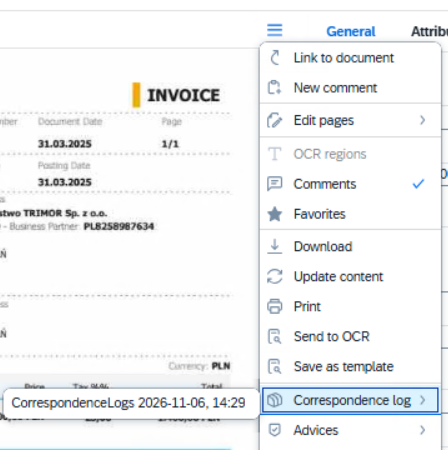 General Attribu
Link to document
New comment
Edit pages
OCR regions
Comments
Favorites
Download
Update content
Print
Send to OCR
Save as template
Correspondence log
Advices
INVOICE
mber Document Date Page
31.03.2025 1/1
Posting Date
31.03.2025
stwo TRIMOR Sp. z o.o.
- Business Partner: PL8258987634
Ń
ss
Ń
Currency: PLN
Price Tax %% Total
CorrespondenceLogs 2026-11-06, 14:29